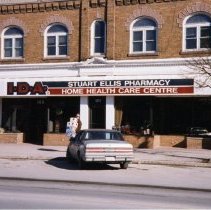 I.D.A.
STUART ELLIS PHARMACY
HOME HEALTH CARE CENTRE